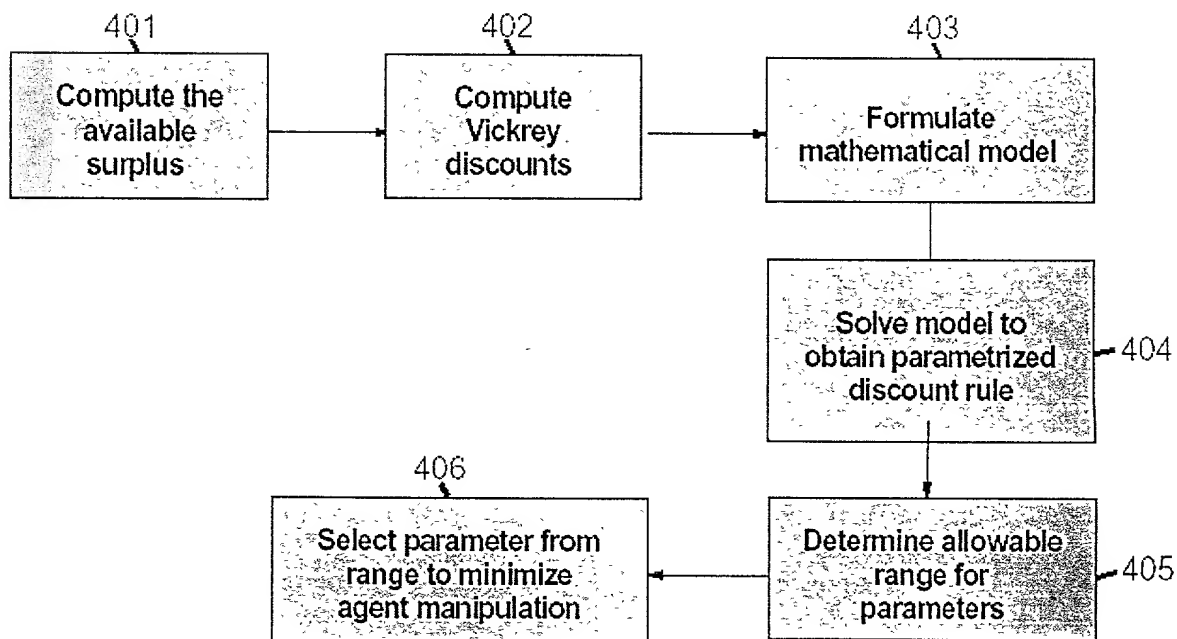 401
Compute the
available
surplus
402
Compute
Vickrey
discounts
403
Formulate
mathematical model
Solve model to
obtain parametrized
discount rule
404
406
Select parameter from
range to minimize
agent manipulation
Determine allowable
range for
parameters
405